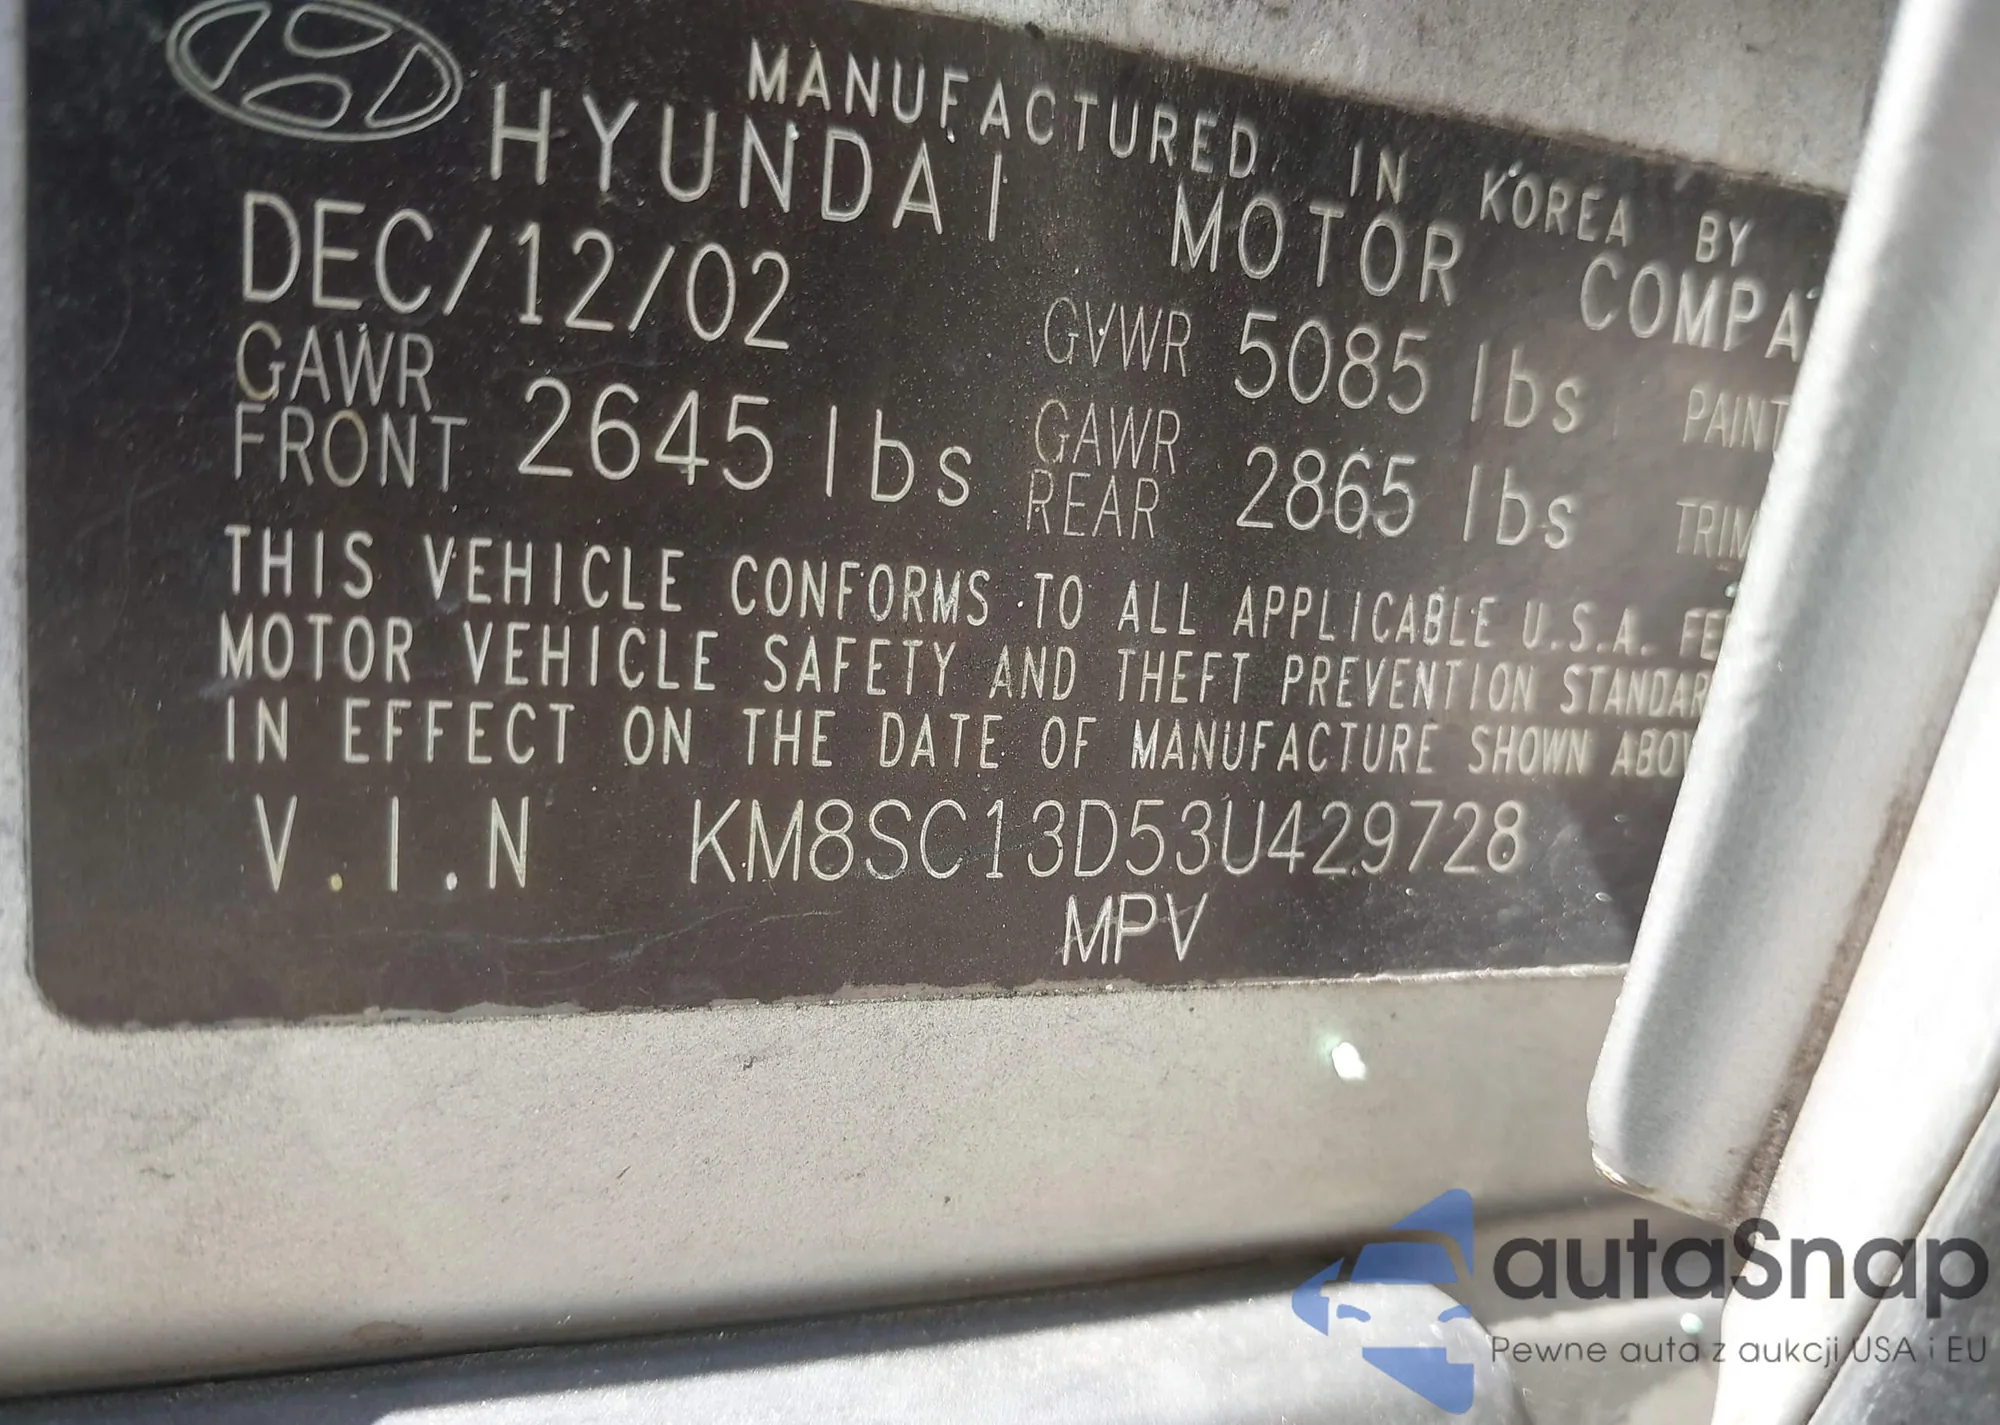 MANUFACTURED IN KOREA BY
HYUNDAI MOTOR COMPA
DEC/12/02 GVWR 5085 lbs PAINT
GAWR FRONT 2645 lbs GAWR REAR 2865 lbs TRIM
THIS VEHICLE CONFORMS TO ALL APPLICABLE U.S.A. FE
MOTOR VEHICLE SAFETY AND THEFT PREVENTION STANDAR
IN EFFECT ON THE DATE OF MANUFACTURE SHOWN ABOV
V.I.N KM8SC13D53U429728
MPV
autaSnap
Pewne auta z aukcji USA i EU